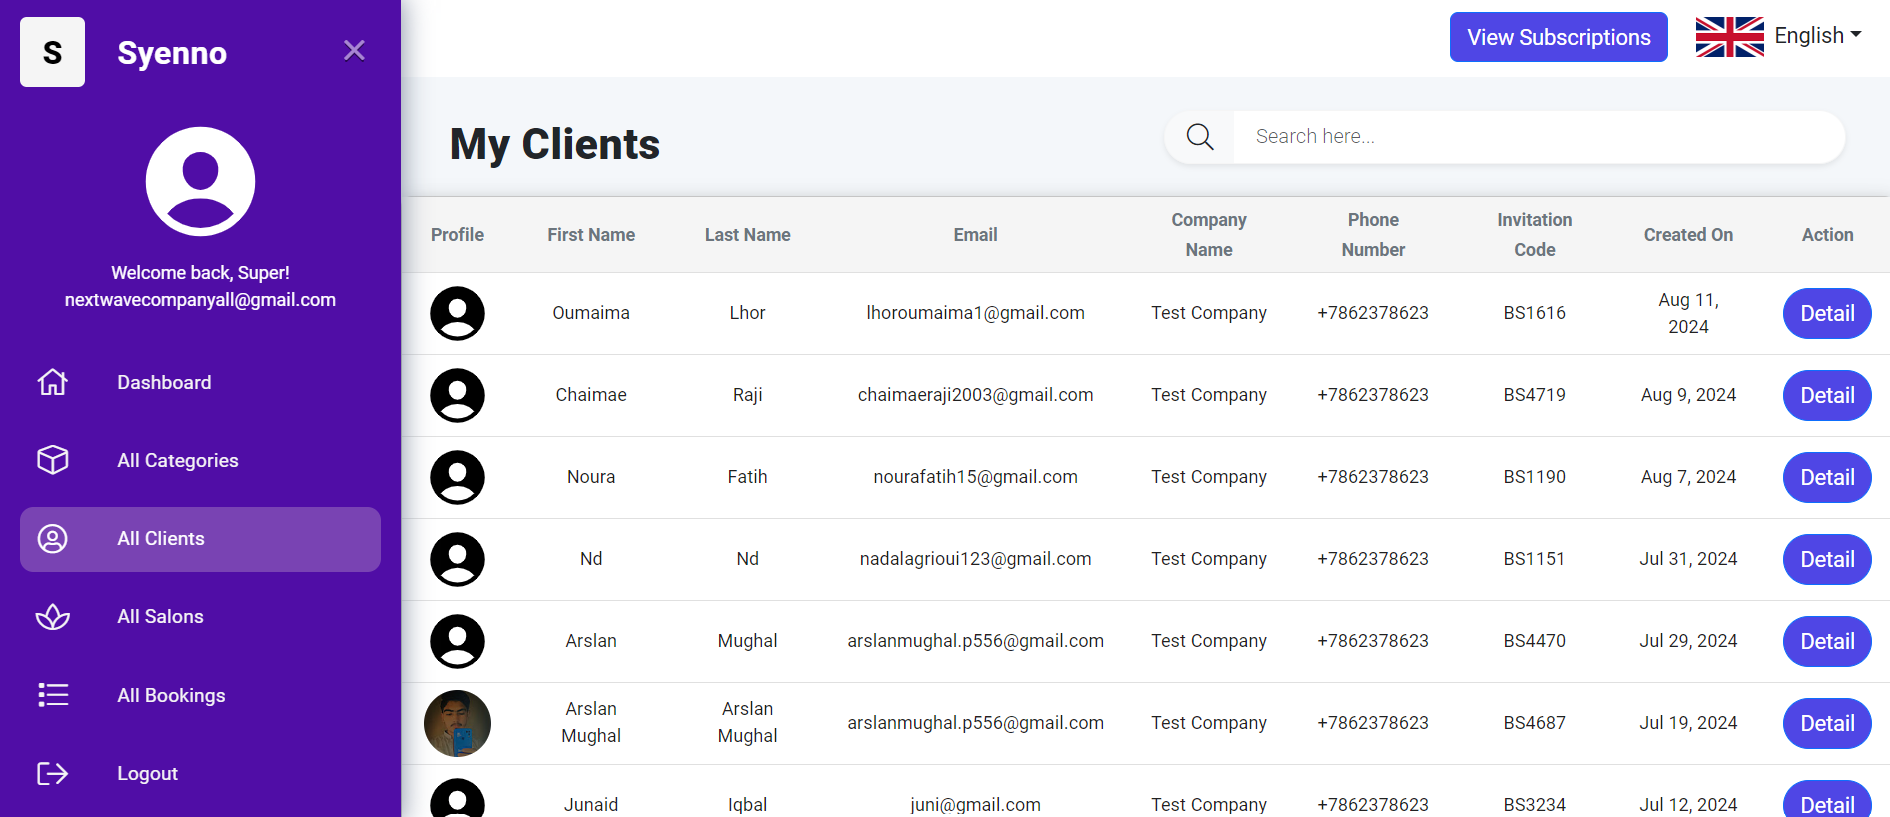 S
Syenno
Welcome back, Super!
nextwavecompanyall@gmail.com
Dashboard
All Categories
All Clients
All Salons
All Bookings
Logout
View Subscriptions
English
My Clients
Search here...
Profile First Name Last Name Email Company Name Phone Number Invitation Code Created On Action
Oumaima Lhor lhoroumaima1@gmail.com Test Company +7862378623 BS1616 Aug 11, 2024 Detail
Chaimae Raji chaimaeraji2003@gmail.com Test Company +7862378623 BS4719 Aug 9, 2024 Detail
Noura Fatih nourafatih15@gmail.com Test Company +7862378623 BS1190 Aug 7, 2024 Detail
Nd Nd nadalagrioui123@gmail.com Test Company +7862378623 BS1151 Jul 31, 2024 Detail
Arslan Mughal arslanmughal.p556@gmail.com Test Company +7862378623 BS4470 Jul 29, 2024 Detail
Arslan Mughal Arslan Mughal arslanmughal.p556@gmail.com Test Company +7862378623 BS4687 Jul 19, 2024 Detail
Junaid Iqbal juni@gmail.com Test Company +7862378623 BS3234 Jul 12, 2024 Detail